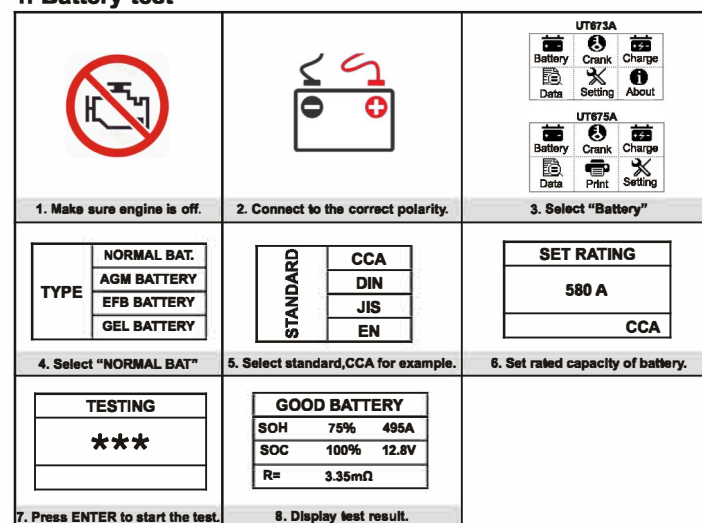 1. Battery test
UT673A
Battery Crank Charge
Data Setting About
UT675A
Battery Crank Charge
Data Print Setting
1. Make sure engine is off.
2. Connect to the correct polarity.
3. Select "Battery"
TYPE
NORMAL BAT.
AGM BATTERY
EFB BATTERY
GEL BATTERY
STANDARD
CCA
DIN
JIS
EN
SET RATING
580 A
CCA
4. Select "NORMAL BAT"
5. Select standard,CCA for example.
6. Set rated capacity of battery.
TESTING
***
GOOD BATTERY
SOH 75% 495A
SOC 100% 12.8V
R= 3.35mΩ
7. Press ENTER to start the test.
8. Display test result.